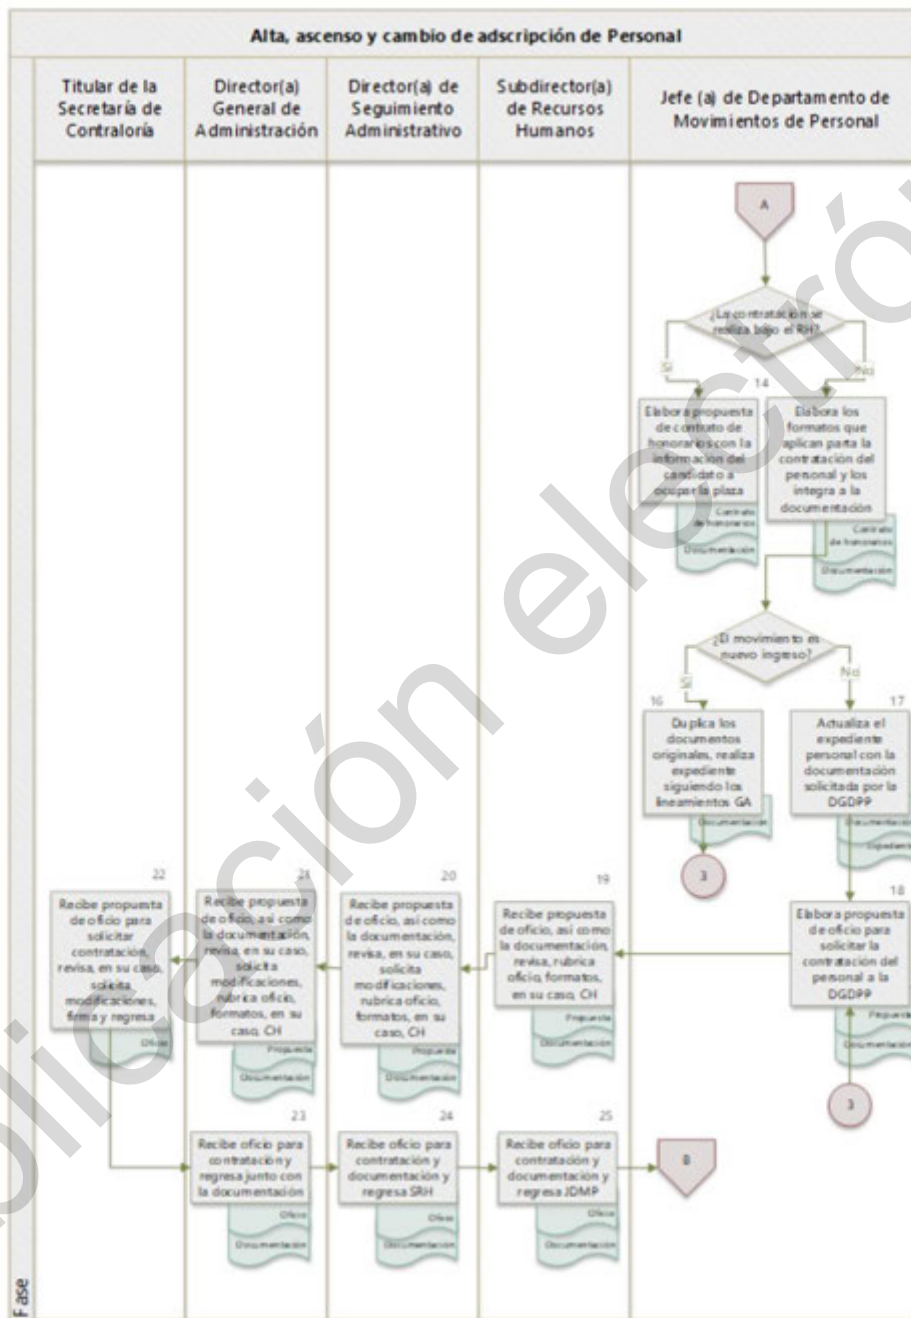 Alta, ascenso y cambio de adscripción de Personal
Titular de la
Secretaría de
Contraloría
Director(a)
General de
Administración
Director(a) de
Seguimiento
Administrativo
Subdirector(a)
de Recursos
Humanos
Jefe (a) de Departamento de
Movimientos de Personal
A
¿La contratación se
realiza bajo el RH?
Sí
No
14
Elabora propuesta
de contrato de
honorarios con la
información del
candidato a
ocupar la plaza
Contrato
de honorarios
Documentación
Elabora los
formatos que
aplican parta la
contratación del
personal y los
integra a la
documentación
Contrato
de honorarios
Documentación
¿El movimiento es
nuevo ingreso?
Sí
No
16
Duplica los
documentos
originales, realiza
expediente
siguiendo los
lineamientos GA
Documentación
3
17
Actualiza el
expediente
personal con la
documentación
solicitada por la
DGDPP
Documentación
Expediente
18
Elabora propuesta
de oficio para
solicitar la
contratación del
personal a la
DGDPP
Propuesta
Documentación
3
19
Recibe propuesta
de oficio, así como
la documentación,
revisa, rubrica
oficio, formatos,
en su caso, CH
Propuesta
Documentación
20
Recibe propuesta
de oficio, así como
la documentación,
revisa, en su caso,
solicita
modificaciones,
rubrica oficio,
formatos, en su
caso, CH
Propuesta
Documentación
21
Recibe propuesta
de oficio, así como
la documentación,
revisa, en su caso,
solicita
modificaciones,
rubrica oficio,
formatos, en su
caso, CH
Propuesta
Documentación
22
Recibe propuesta
de oficio para
solicitar
contratación,
revisa, en su caso,
solicita
modificaciones,
firma y regresa
Oficio
23
Recibe oficio para
contratación y
regresa junto con
la documentación
Oficio
Documentación
24
Recibe oficio para
contratación y
documentación y
regresa SRH
Oficio
Documentación
25
Recibe oficio para
contratación y
documentación y
regresa JDMP
Oficio
Documentación
B
Fase
plicación electró